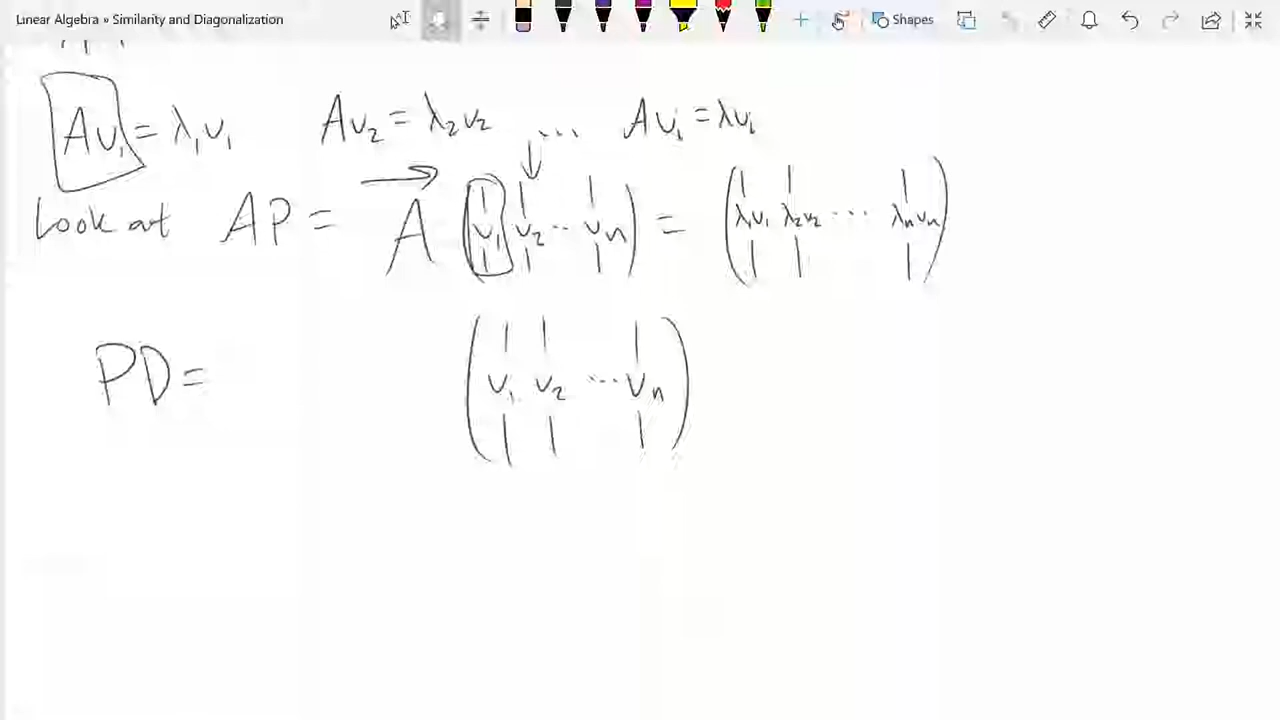 Linear Algebra » Similarity and Diagonalization
Shapes
Av₁ = λ₁v₁ Av₂ = λ₂v₂ ... Avᵢ = λvᵢ
Look at AP = A (v₁ v₂ ... vₙ) = (λ₁v₁ λ₂v₂ ... λₙvₙ)
PD = (v₁ v₂ ... vₙ)